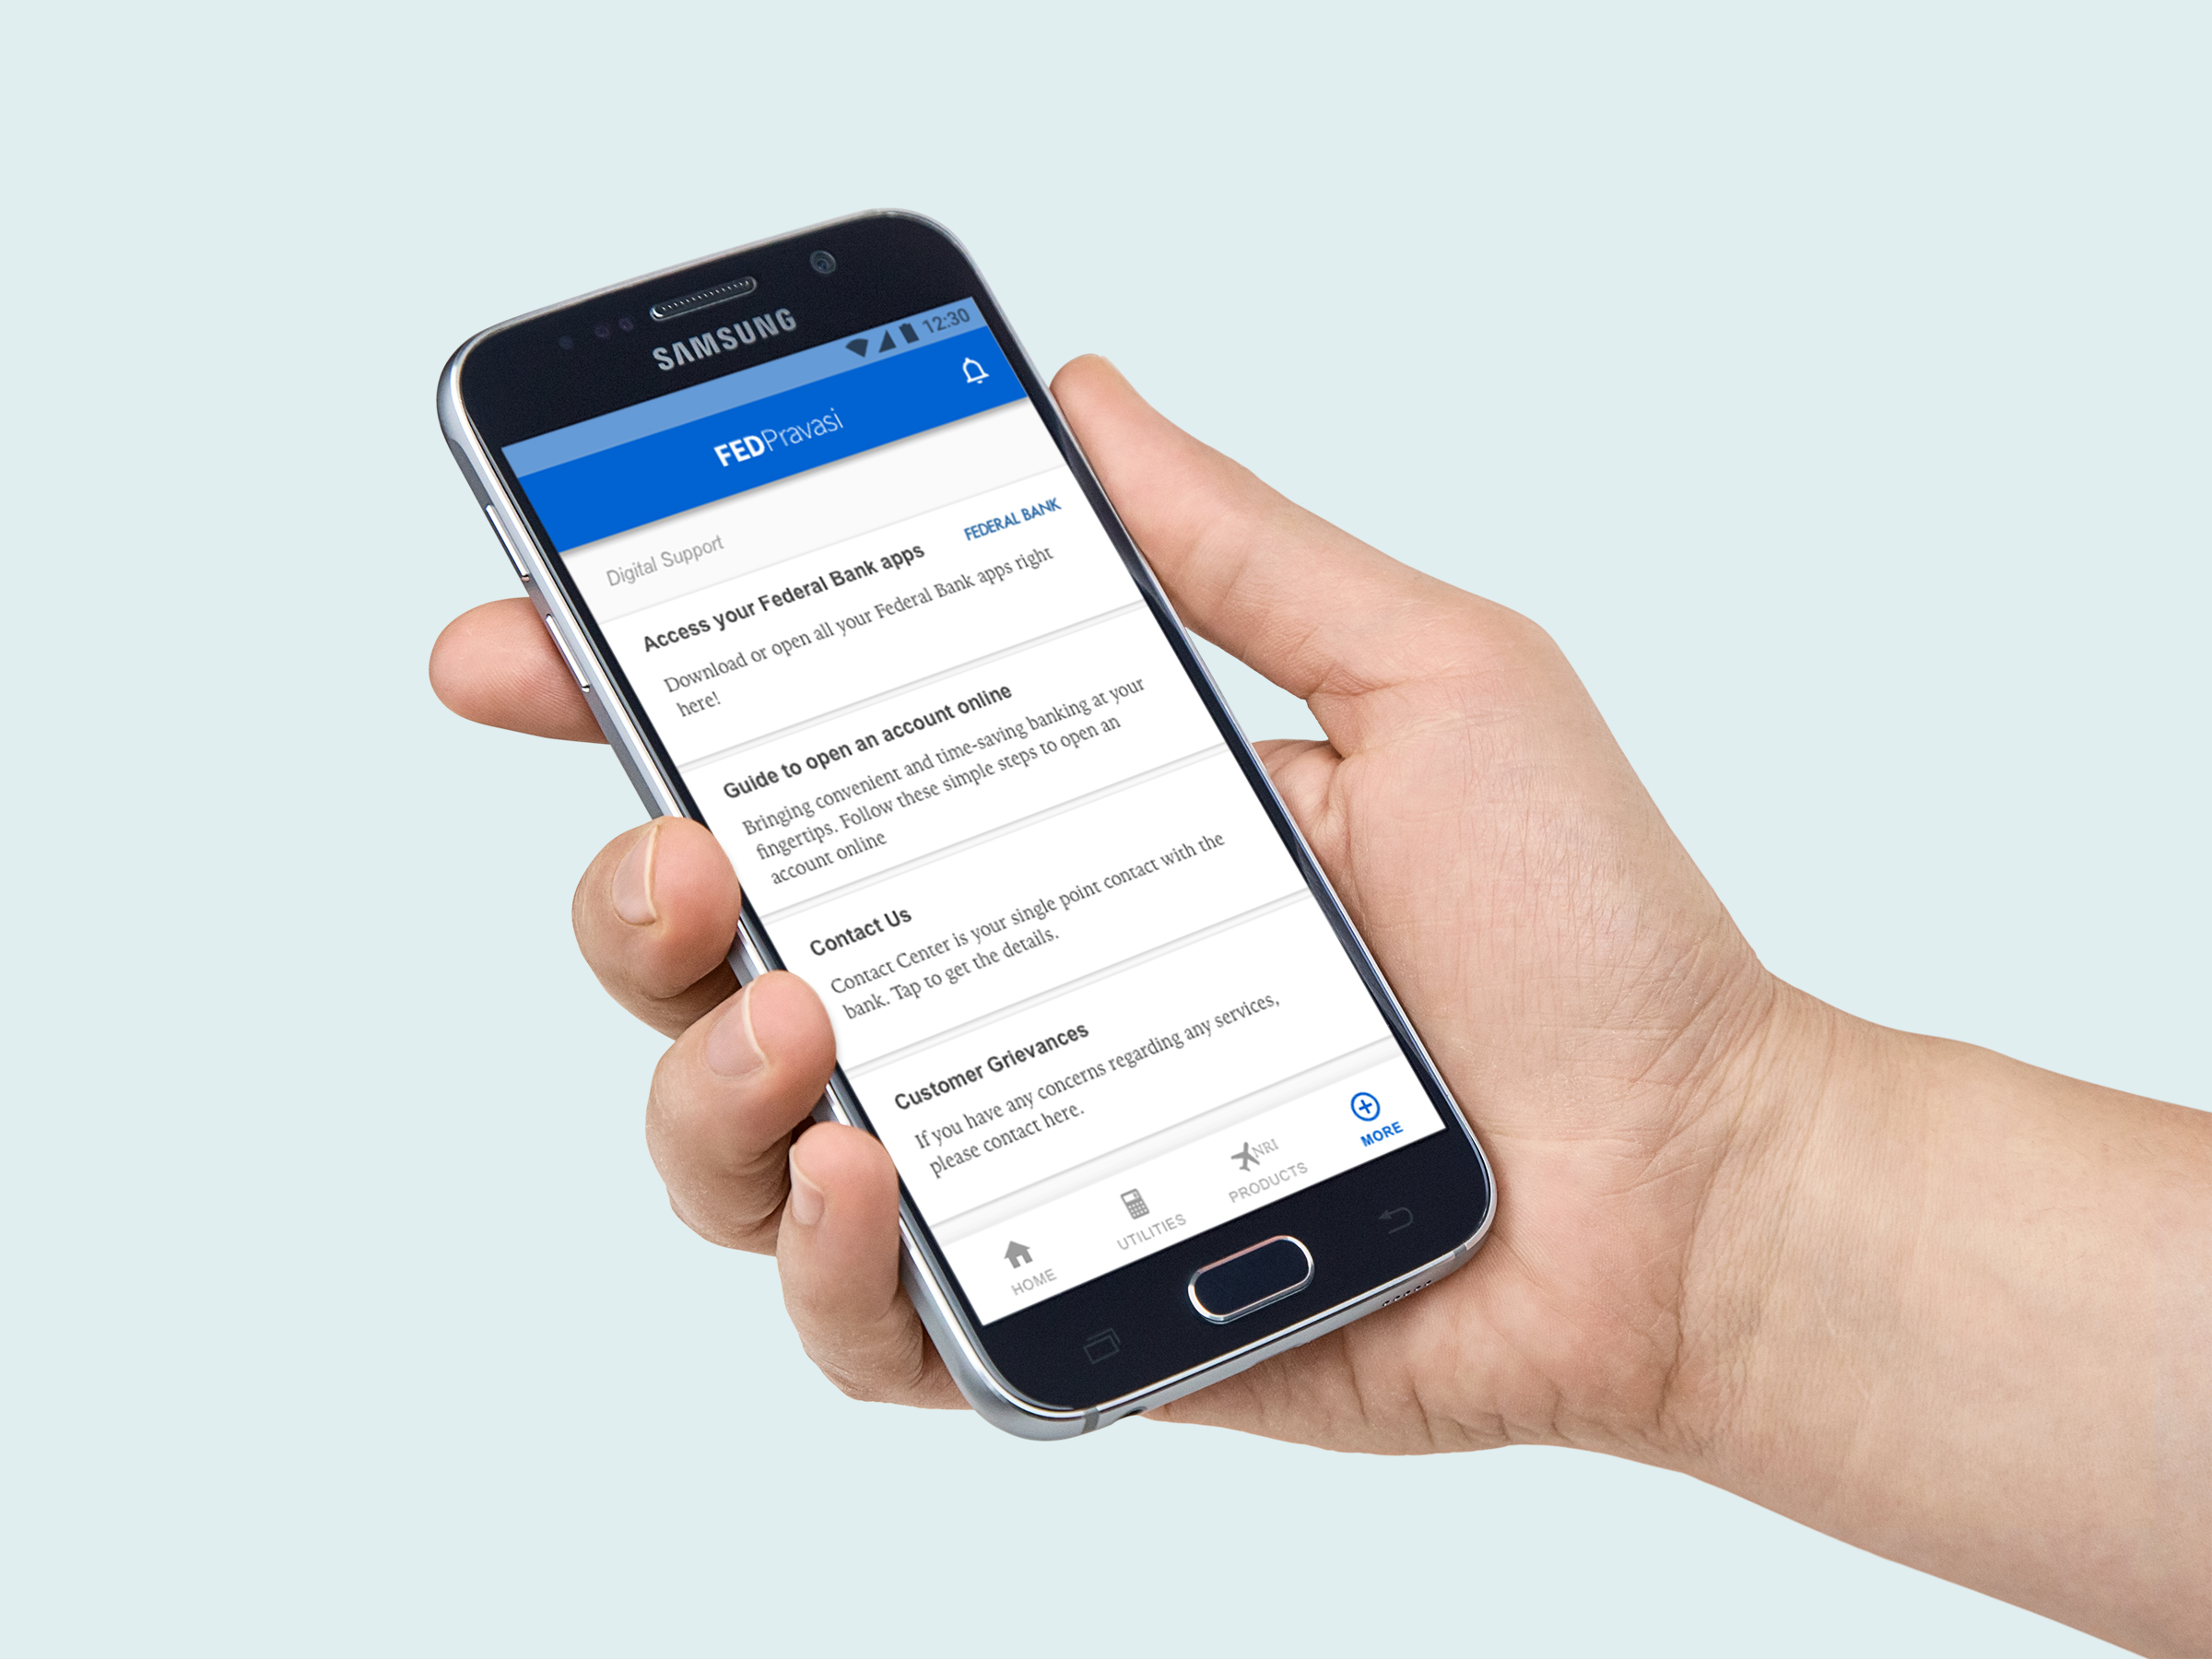 SAMSUNG
12:30
FEDPravasi
Digital Support
FEDERAL BANK
Access your Federal Bank apps
Download or open all your Federal Bank apps right
here!
Guide to open an account online
Bringing convenient and time-saving banking at your
fingertips. Follow these simple steps to open an
account online
Contact Us
Contact Center is your single point contact with the
bank. Tap to get the details.
Customer Grievances
If you have any concerns regarding any services,
please contact here.
HOME
UTILITIES
NRI
PRODUCTS
MORE